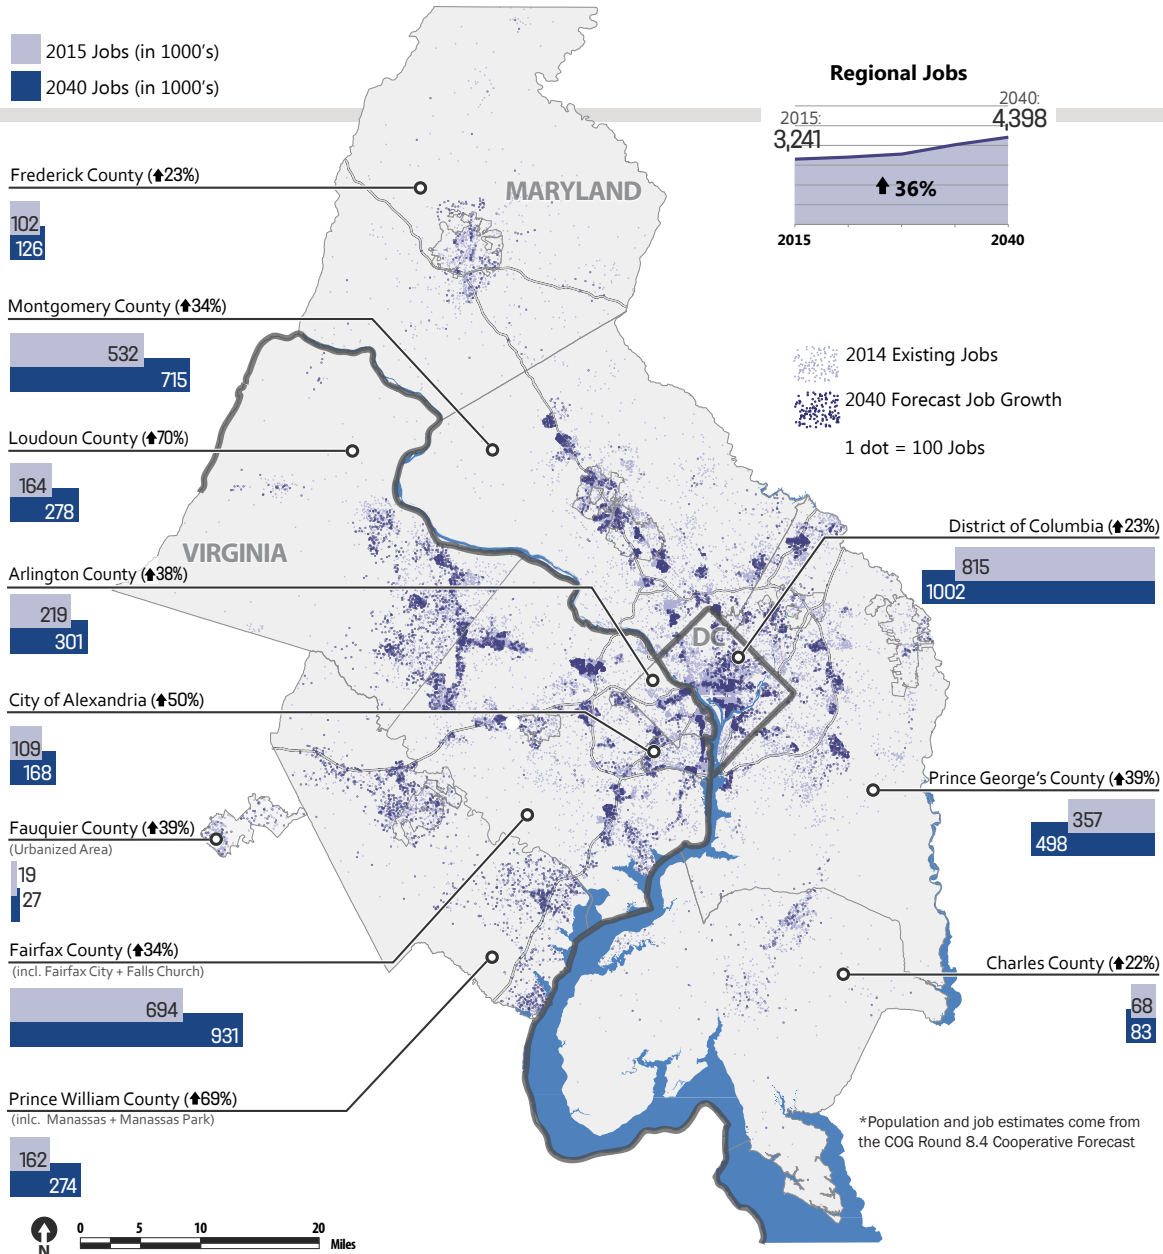 2015 Jobs (in 1000's)
2040 Jobs (in 1000's)
Regional Jobs
2015:
3,241
2040:
4,398
36%
2015
2040
Frederick County (23%)
102
126
MARYLAND
Montgomery County (34%)
532
715
2014 Existing Jobs
2040 Forecast Job Growth
1 dot = 100 Jobs
Loudoun County (70%)
164
278
VIRGINIA
District of Columbia (23%)
815
1002
Arlington County (38%)
219
301
DC
City of Alexandria (50%)
109
168
Prince George's County (39%)
357
498
Fauquier County (39%)
(Urbanized Area)
19
27
Fairfax County (34%)
(incl. Fairfax City + Falls Church)
694
931
Charles County (22%)
68
83
Prince William County (69%)
(inlc. Manassas + Manassas Park)
162
274
*Population and job estimates come from
the COG Round 8.4 Cooperative Forecast
N
0 5 10 20
Miles